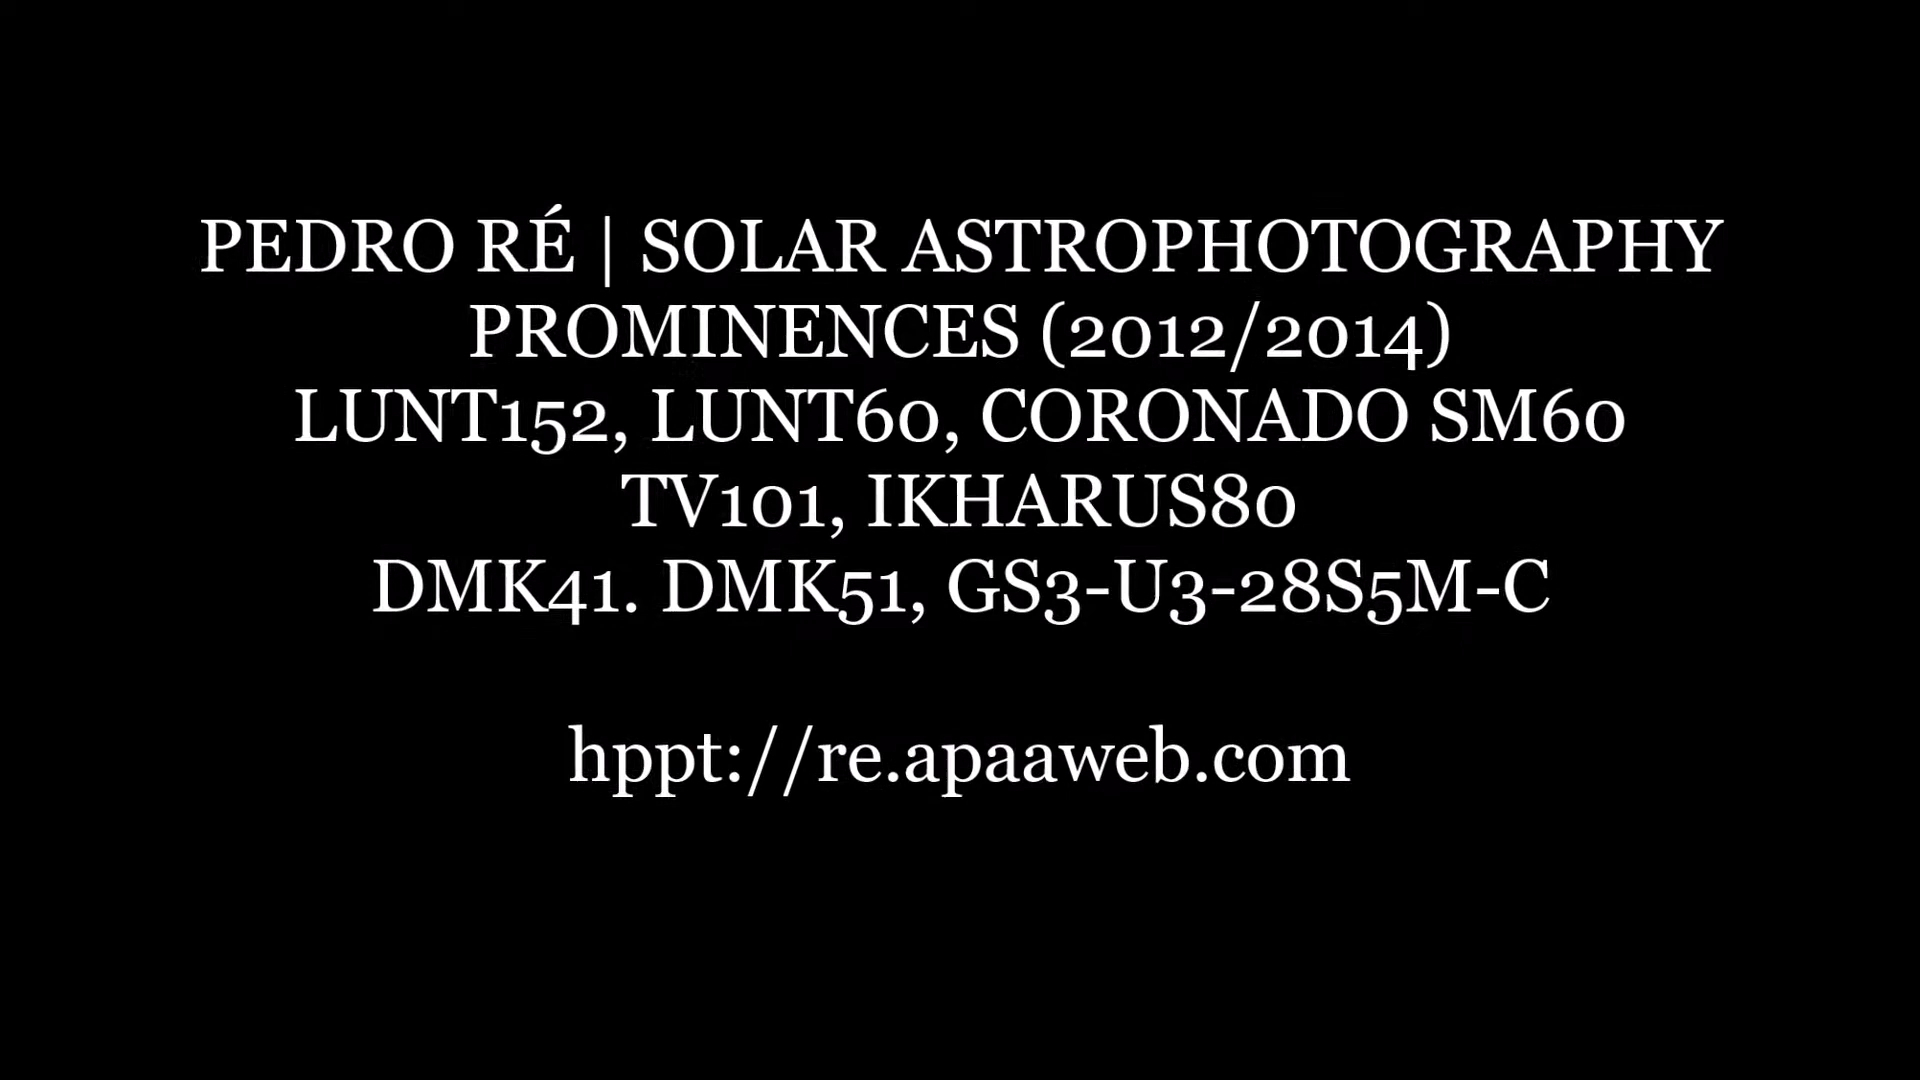 PEDRO RÉ | SOLAR ASTROPHOTOGRAPHY
PROMINENCES (2012/2014)
LUNT152, LUNT60, CORONADO SM60
TV101, IKHARUS80
DMK41. DMK51, GS3-U3-28S5M-C
hppt://re.apaaweb.com